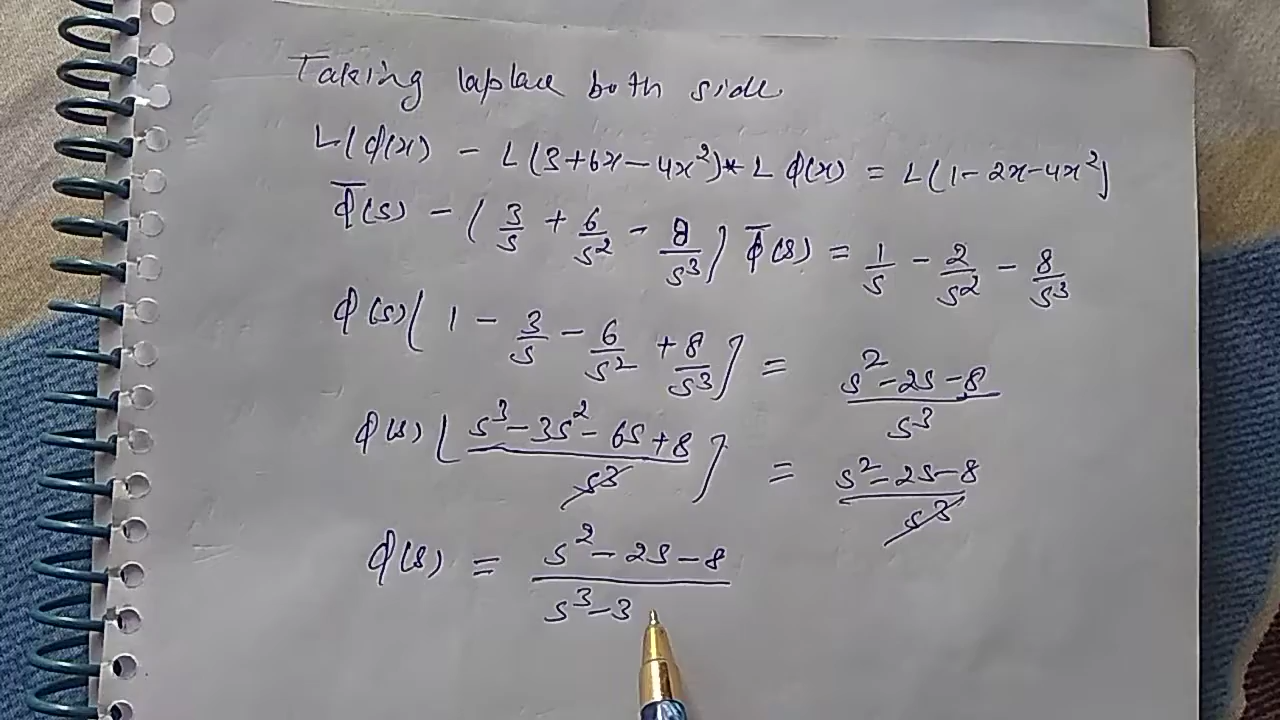 Taking laplace both side
L(ϕ(x) - L(3+6x-4x²)* L ϕ(x) = L(1-2x-4x²)
ϕ̅(s) - (3/s + 6/s² - 8/s³) ϕ̅(s) = 1/s - 2/s² - 8/s³
ϕ(s)(1 - 3/s - 6/s² + 8/s³] = s²-2s-8/s³
ϕ(s)[s³-3s²-6s+8/s³] = s²-2s-8/s³
ϕ(s) = s²-2s-8/s³-3